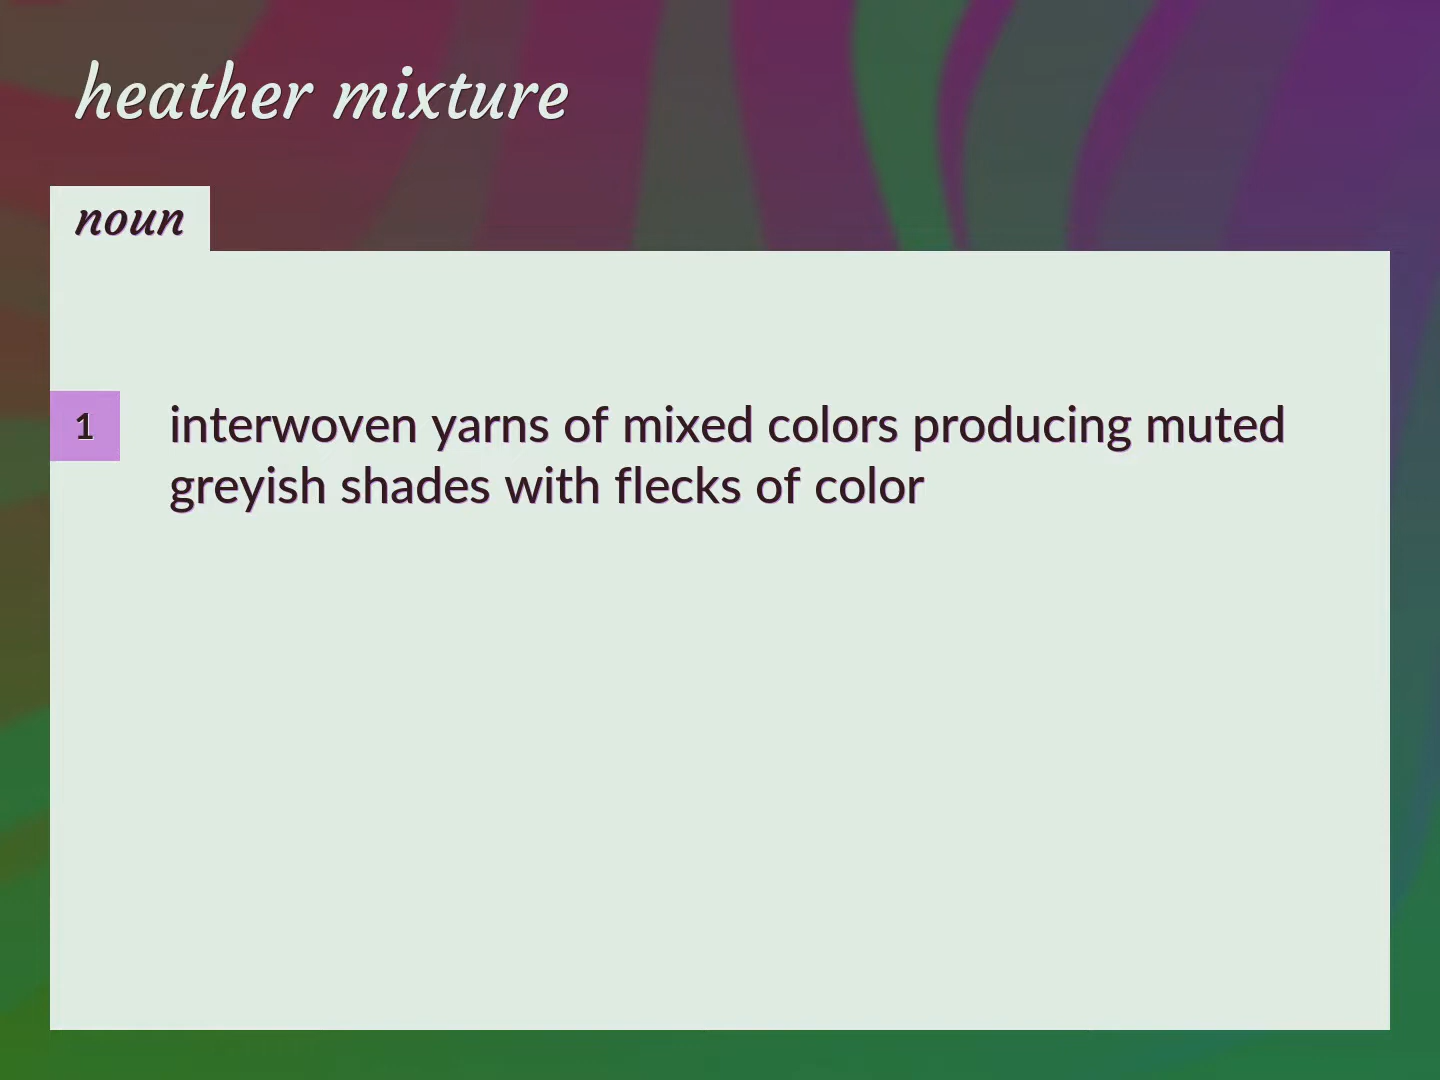 heather mixture
noun
1
interwoven yarns of mixed colors producing muted
greyish shades with flecks of color